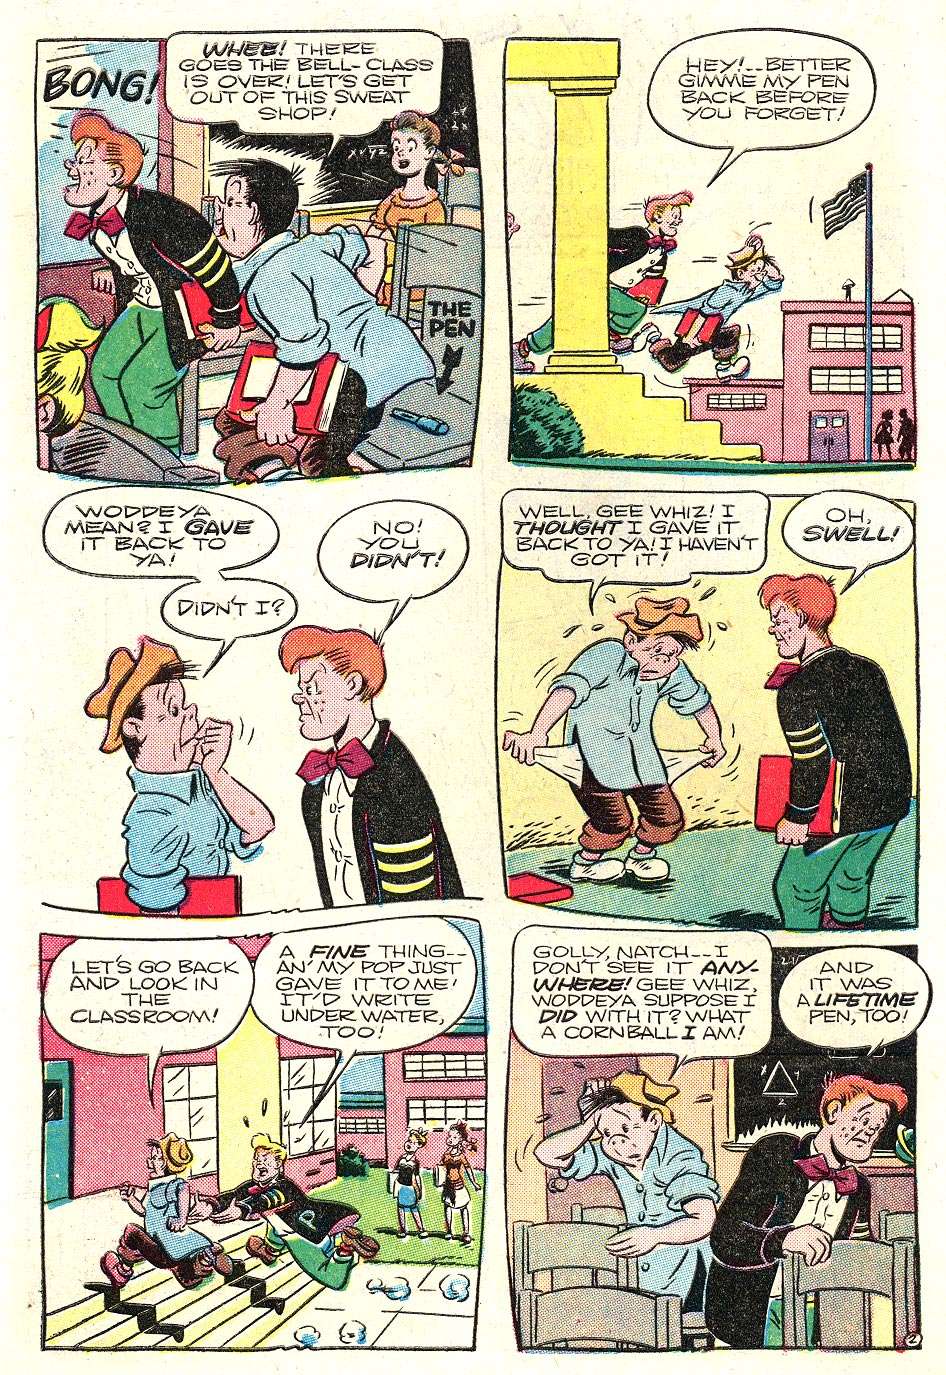 BONG!
WHEE! THERE
GOES THE BELL-CLASS
IS OVER! LET'S GET
OUT OF THIS SWEAT
SHOP!
THE
PEN
HEY!--BETTER
GIMME MY PEN
BACK BEFORE
YOU FORGET!
WODDEYA
MEAN? I GAVE
IT BACK TO
YA!
DIDN'T I?
NO!
YOU
DIDN'T!
WELL, GEE WHIZ! I
THOUGHT I GAVE IT
BACK TO YA! I HAVEN'T
GOT IT!
OH,
SWELL!
LET'S GO BACK
AND LOOK IN
THE
CLASSROOM!
A FINE THING--
AN' MY POP JUST
GAVE IT TO ME!
IT'D WRITE
UNDER WATER,
TOO!
P
GOLLY, NATCH--I
DON'T SEE IT ANY-
WHERE! GEE WHIZ,
WODDEYA SUPPOSE I
DID WITH IT? WHAT
A CORNBALL I AM!
AND
IT WAS
A LIFETIME
PEN, TOO!
2
2